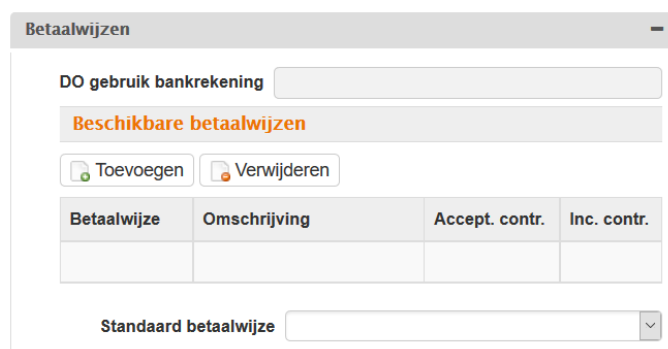 Betaalwijzen
DO gebruik bankrekening
Beschikbare betaalwijzen
Toevoegen Verwijderen
Betaalwijze Omschrijving Accept. contr. Inc. contr.
Standaard betaalwijze